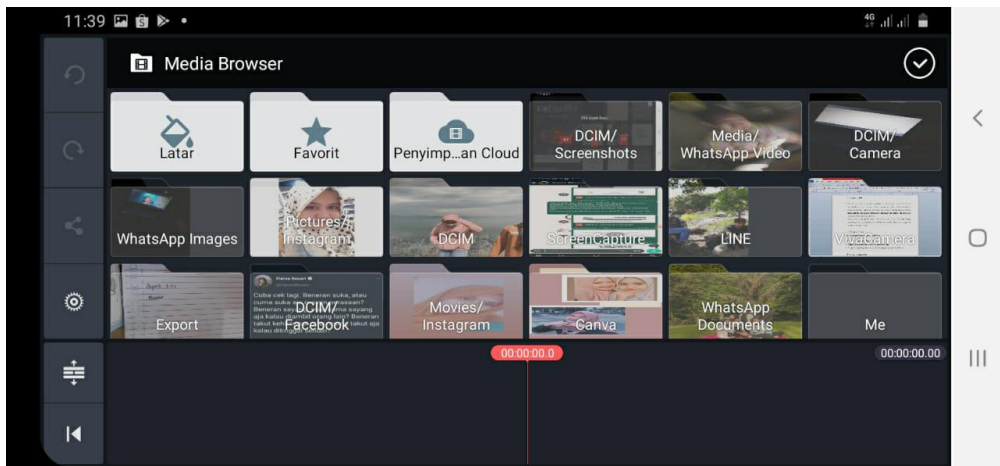 11:39
4G
Media Browser
Latar
Favorit
Penyimp...an Cloud
DCIM/
Screenshots
Media/
WhatsApp Video
DCIM/
Camera
WhatsApp Images
Pictures/
Instagram
DCIM
ScreenCapture
LINE
VivaCamera
Export
DCIM/
Facebook
Movies/
Instagram
Canva
WhatsApp
Documents
Me
00:00:00.0
00:00:00.00